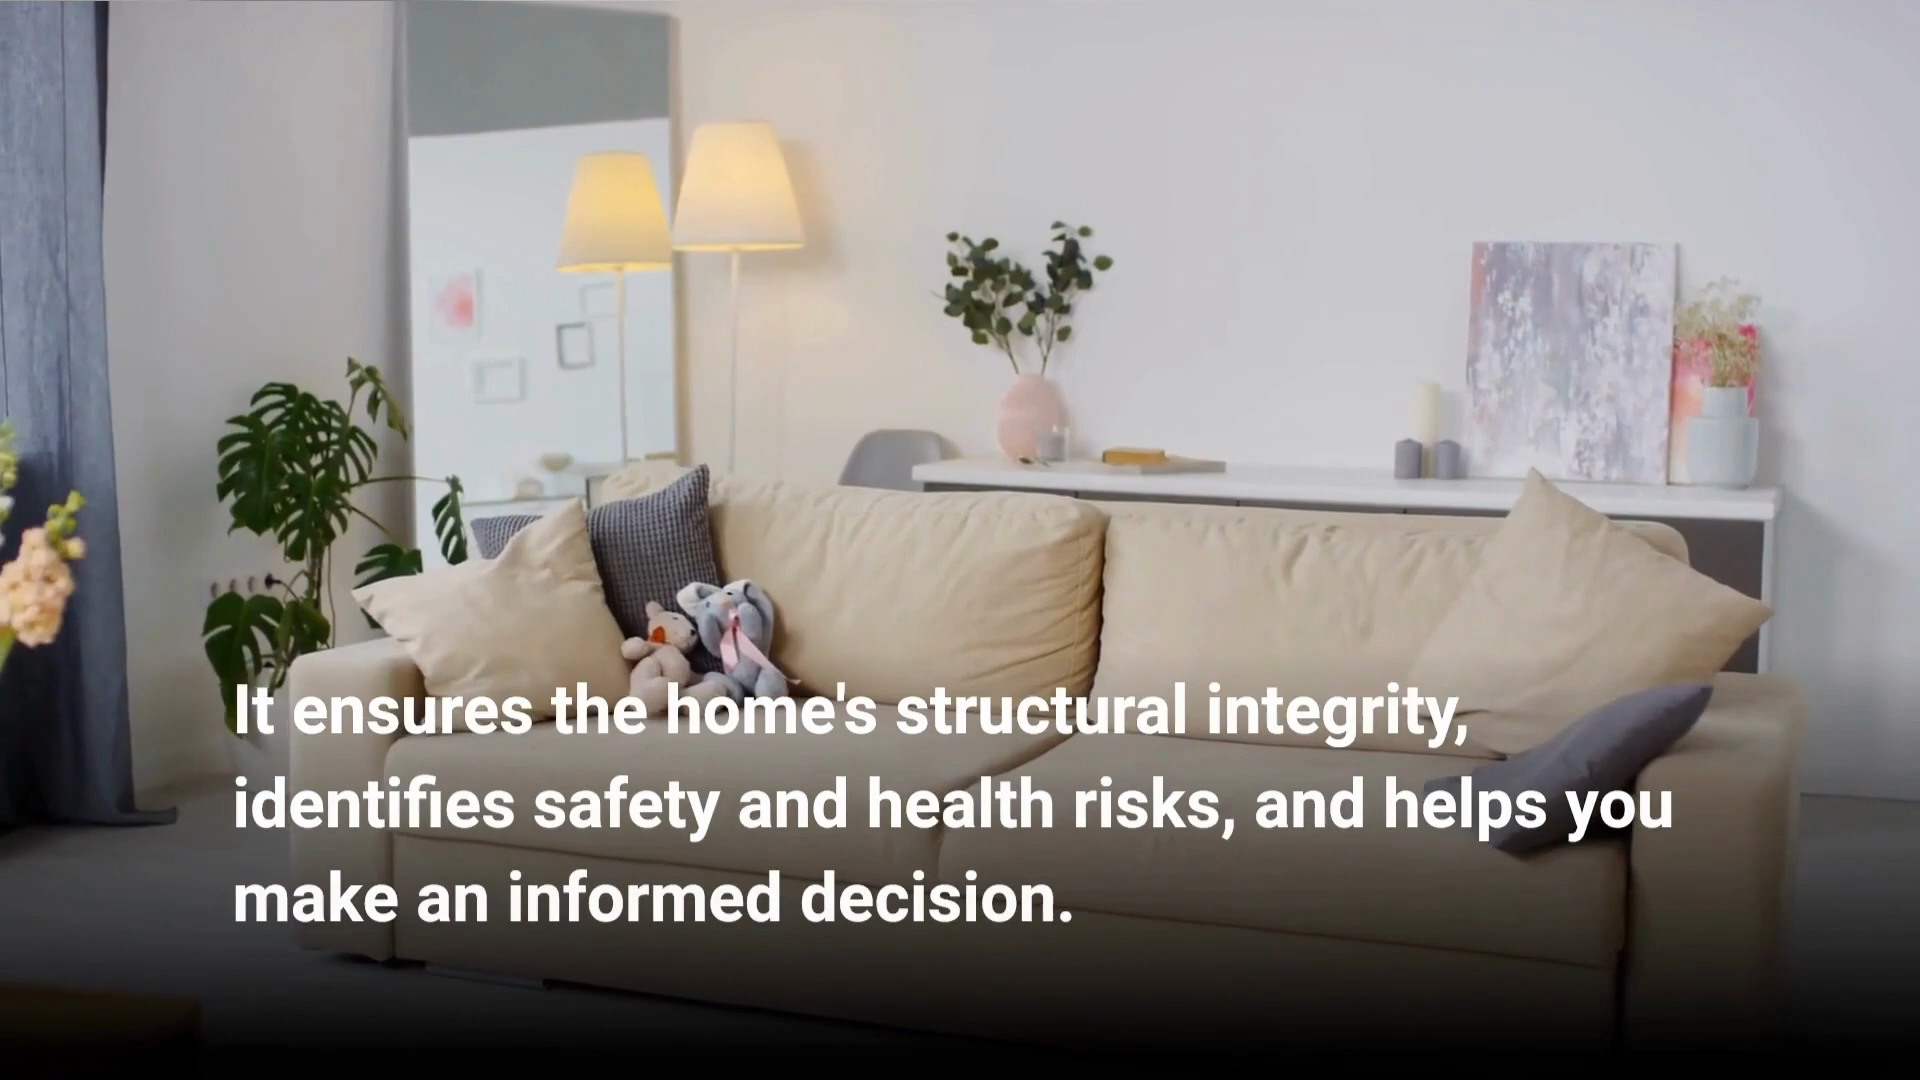 It ensures the home's structural integrity,
identifies safety and health risks, and helps you
make an informed decision.